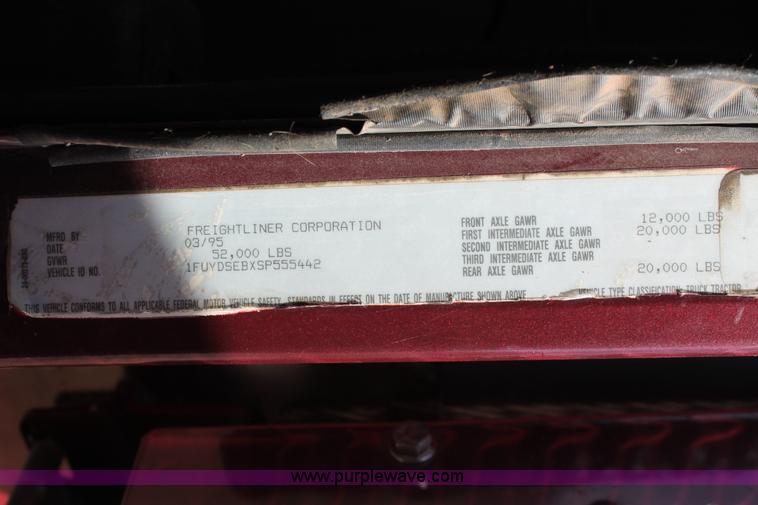 MFRD BY FREIGHTLINER CORPORATION
DATE 03/95
GVWR 52,000 LBS
VEHICLE ID NO. 1FUYDSEBXSP555442
FRONT AXLE GAWR 12,000 LBS
FIRST INTERMEDIATE AXLE GAWR 20,000 LBS
SECOND INTERMEDIATE AXLE GAWR
THIRD INTERMEDIATE AXLE GAWR
REAR AXLE GAWR 20,000 LBS
THIS VEHICLE CONFORMS TO ALL APPLICABLE FEDERAL MOTOR VEHICLE SAFETY STANDARDS IN EFFECT ON THE DATE OF MANUFACTURE SHOWN ABOVE
VEHICLE TYPE CLASSIFICATION TRUCK TRACTOR
www.purplewave.com